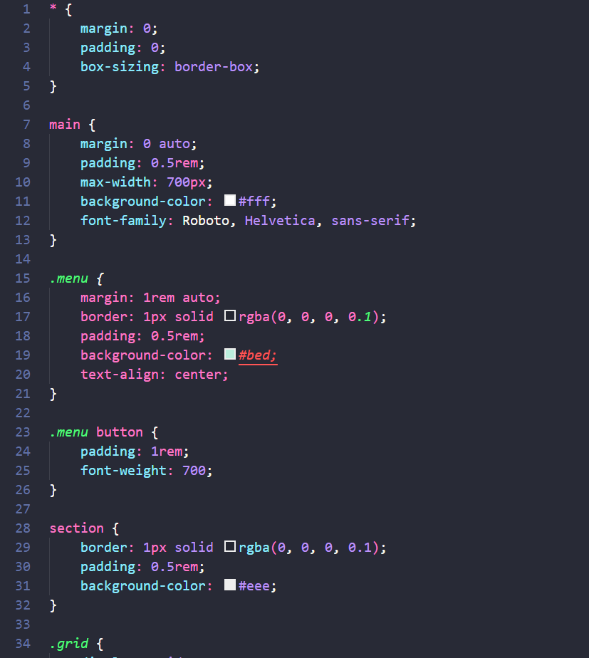 1 * {
2 margin: 0;
3 padding: 0;
4 box-sizing: border-box;
5 }
6
7 main {
8 margin: 0 auto;
9 padding: 0.5rem;
10 max-width: 700px;
11 background-color: #fff;
12 font-family: Roboto, Helvetica, sans-serif;
13 }
14
15 .menu {
16 margin: 1rem auto;
17 border: 1px solid rgba(0, 0, 0, 0.1);
18 padding: 0.5rem;
19 background-color: #bed;
20 text-align: center;
21 }
22
23 .menu button {
24 padding: 1rem;
25 font-weight: 700;
26 }
27
28 section {
29 border: 1px solid rgba(0, 0, 0, 0.1);
30 padding: 0.5rem;
31 background-color: #eee;
32 }
33
34 .grid {